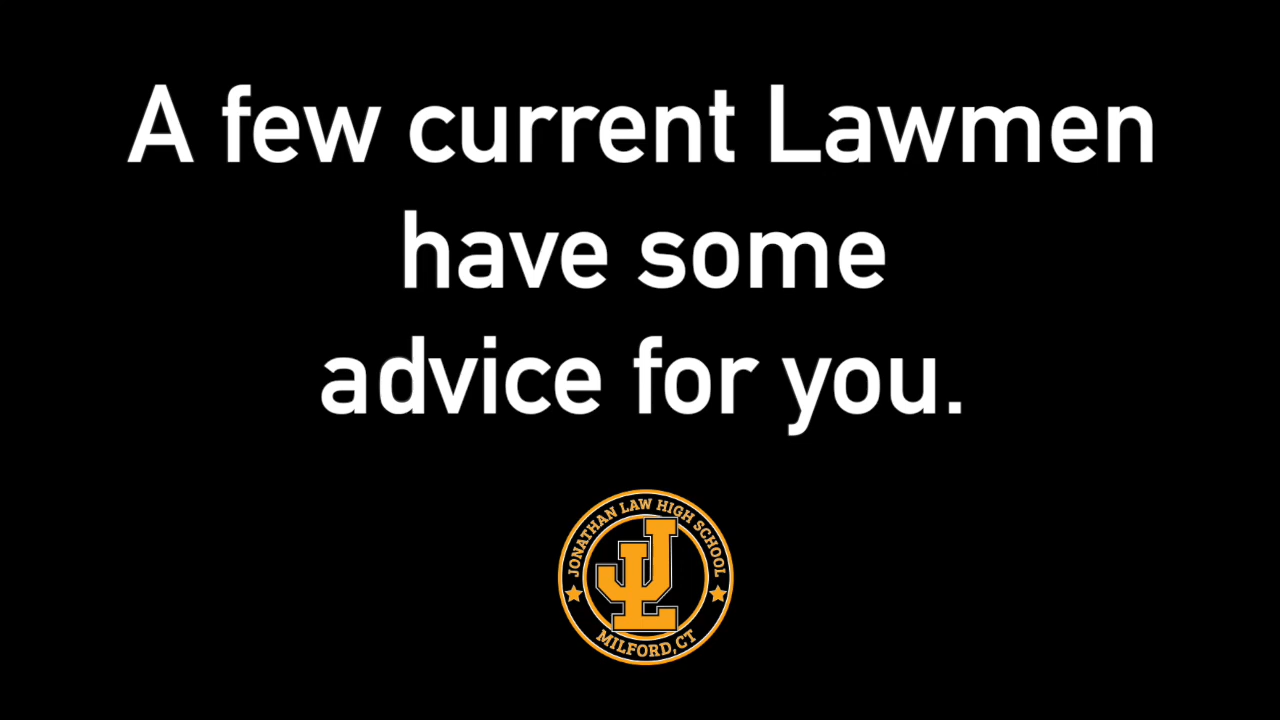 A few current Lawmen
have some
advice for you.
JONATHAN LAW HIGH SCHOOL
JL
MILFORD, CT